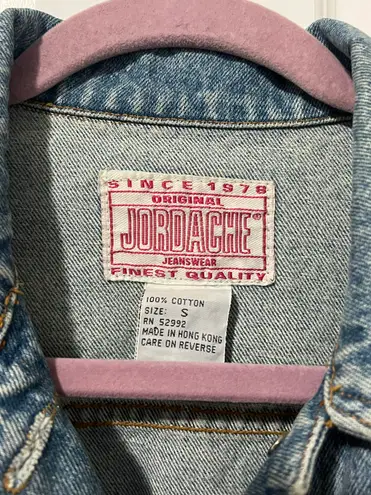 SINCE 1978
ORIGINAL
JORDACHE®
JEANSWEAR
FINEST QUALITY
100% COTTON
SIZE: S
RN 52992
MADE IN HONG KONG
CARE ON REVERSE